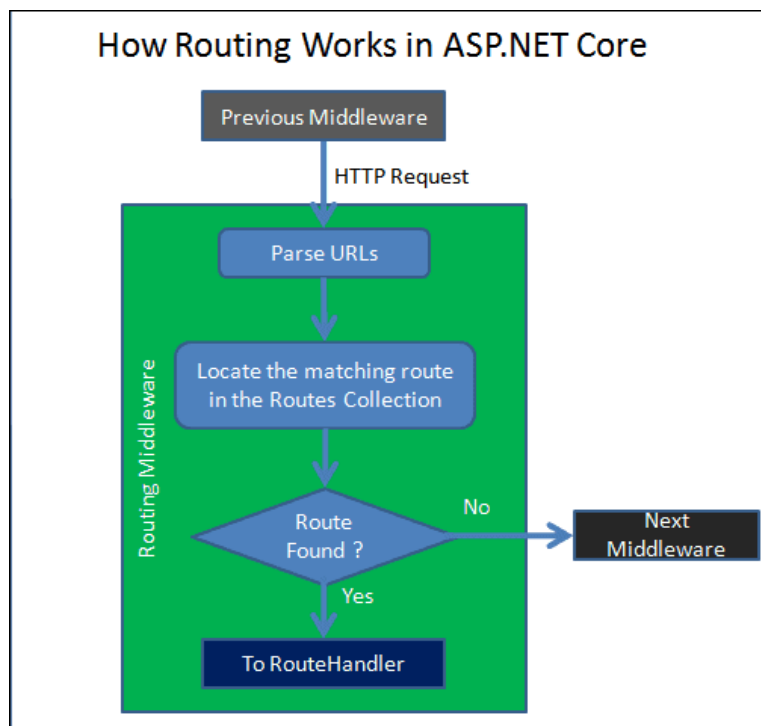 How Routing Works in ASP.NET Core
Previous Middleware
HTTP Request
Parse URLs
Locate the matching route
in the Routes Collection
Routing Middleware
Route
Found ?
No
Next
Middleware
Yes
To RouteHandler